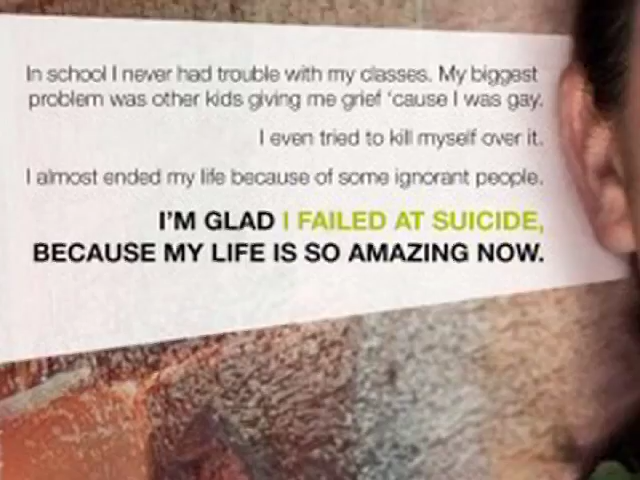 In school I never had trouble with my classes. My biggest
problem was other kids giving me grief 'cause I was gay.
I even tried to kill myself over it.
I almost ended my life because of some ignorant people.
I'M GLAD I FAILED AT SUICIDE,
BECAUSE MY LIFE IS SO AMAZING NOW.